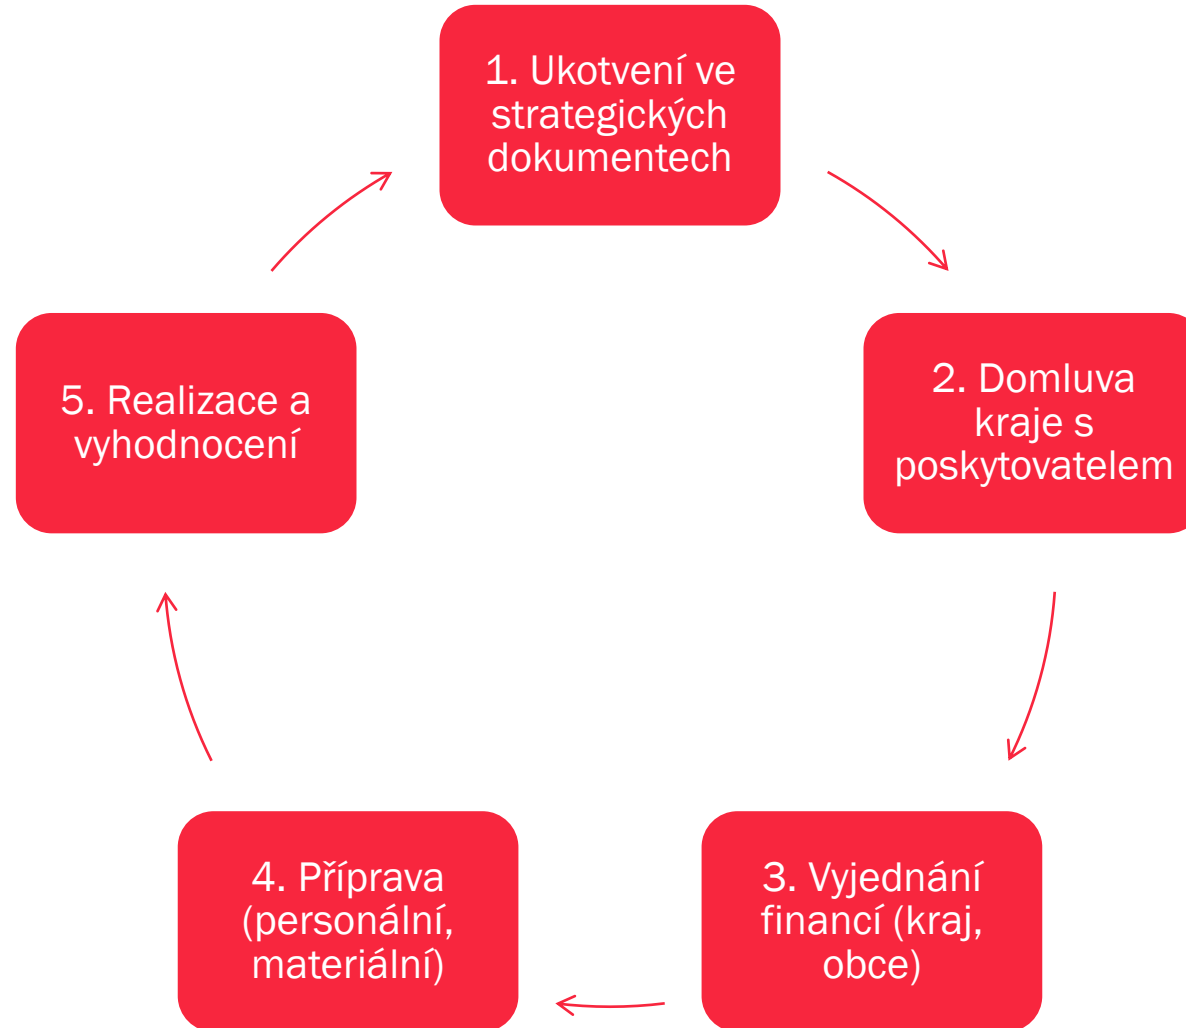 1. Ukotvení ve
strategických
dokumentech
2. Domluva
kraje s
poskytovatelem
3. Vyjednání
financí (kraj,
obce)
4. Příprava
(personální,
materiální)
5. Realizace a
vyhodnocení